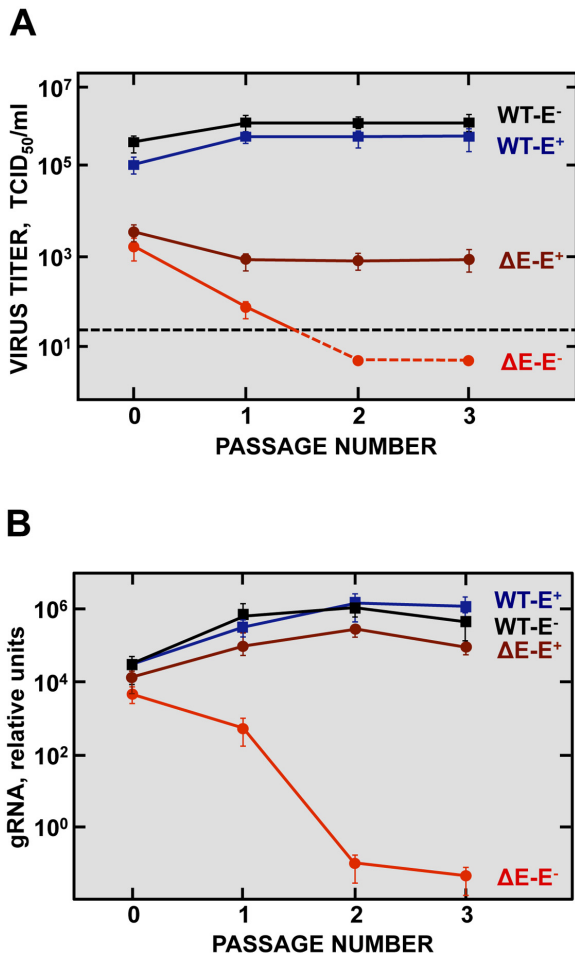 A
VIRUS TITER, TCID₅₀/ml
10⁷
10⁵
10³
10¹
WT-E⁻
WT-E⁺
ΔE-E⁺
ΔE-E⁻
0 1 2 3
PASSAGE NUMBER
B
gRNA, relative units
10⁶
10⁴
10²
10⁰
WT-E⁺
WT-E⁻
ΔE-E⁺
ΔE-E⁻
0 1 2 3
PASSAGE NUMBER